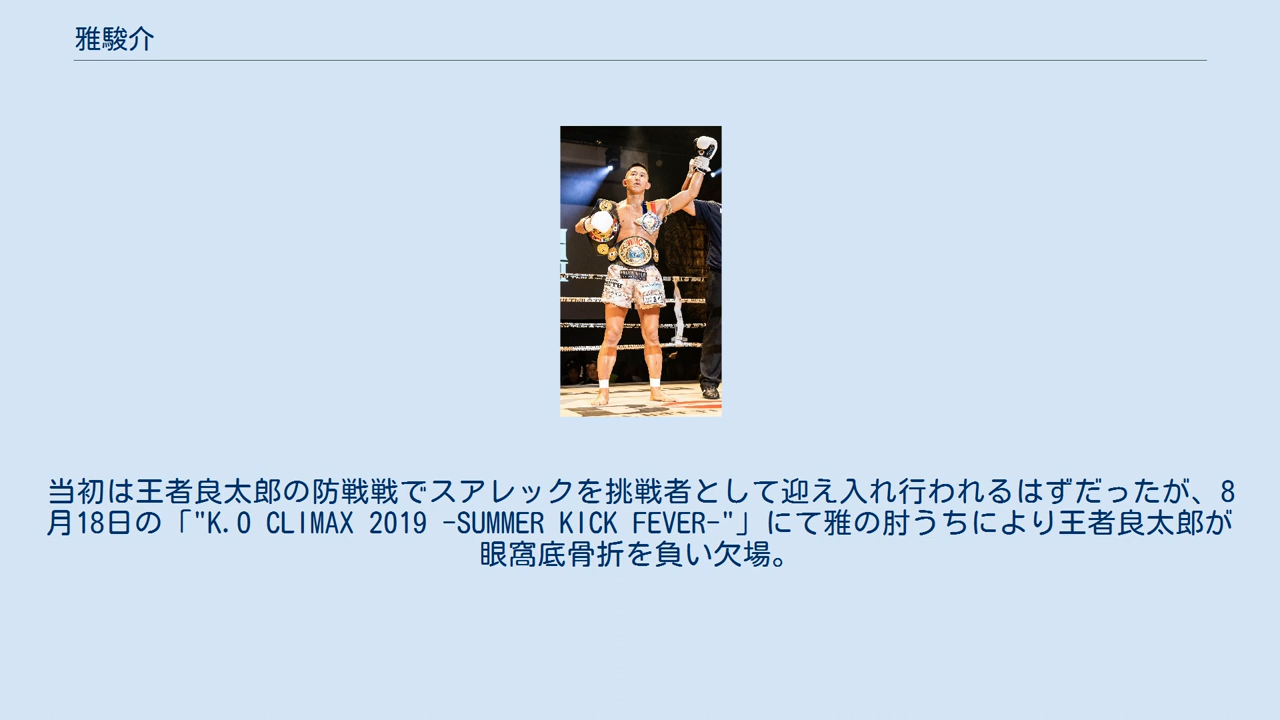 雅駿介
当初は王者良太郎の防戦戦でスアレックを挑戦者として迎え入れ行われるはずだったが、8
月18日の「"K.O CLIMAX 2019 -SUMMER KICK FEVER-"」にて雅の肘うちにより王者良太郎が
眼窩底骨折を負い欠場。